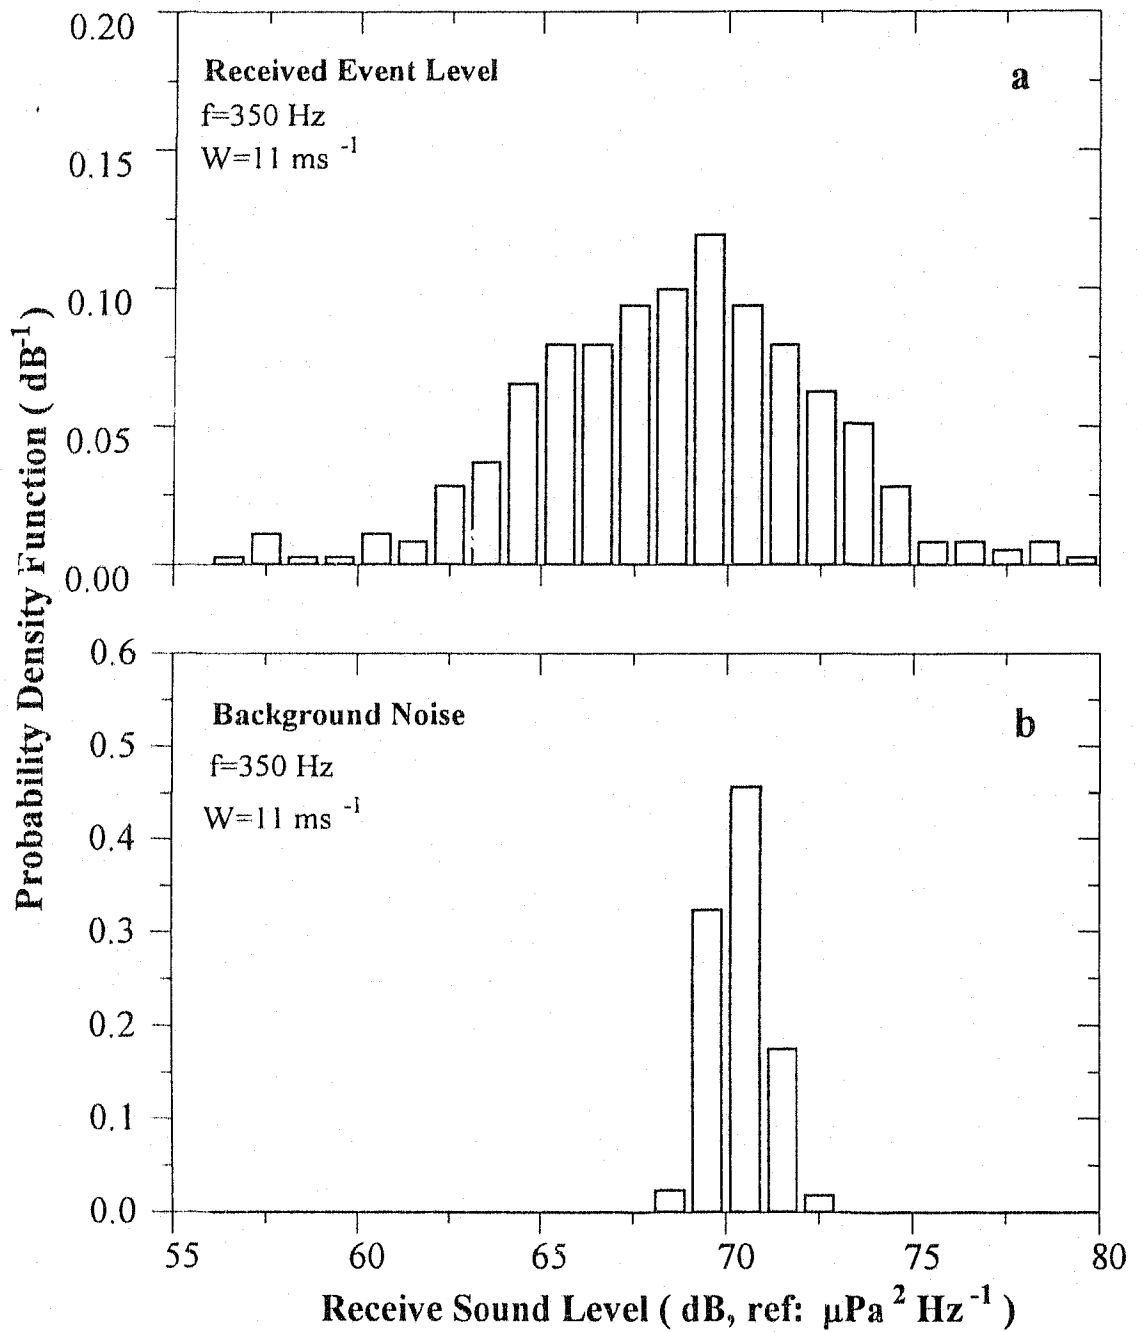 0.20
Received Event Level
a
f=350 Hz
W=11 ms -1
0.15
0.10
0.05
0.00
Probability Density Function ( dB-1)
0.6
Background Noise
b
0.5
f=350 Hz
W=11 ms -1
0.4
0.3
0.2
0.1
0.0
55 60 65 70 75 80
Receive Sound Level ( dB, ref: μPa 2 Hz -1 )